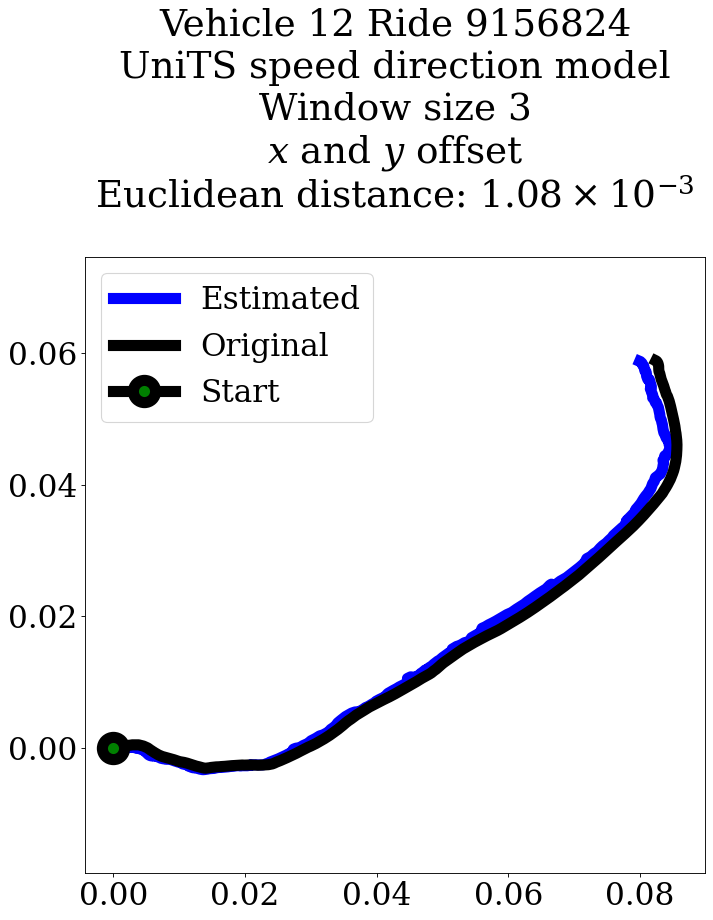 Vehicle 12 Ride 9156824
UniTS speed direction model
Window size 3
x and y offset
Euclidean distance: 1.08 × 10⁻³
Estimated
Original
Start
0.06
0.04
0.02
0.00
0.00 0.02 0.04 0.06 0.08